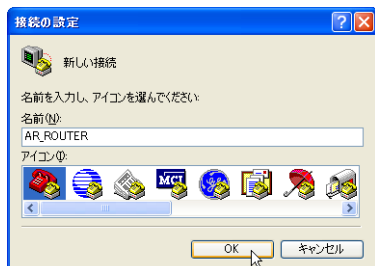 接続の設定
新しい接続
名前を入力し、アイコンを選んでください:
名前(N):
AR_ROUTER
アイコン(I):
MCI
OK
キャンセル